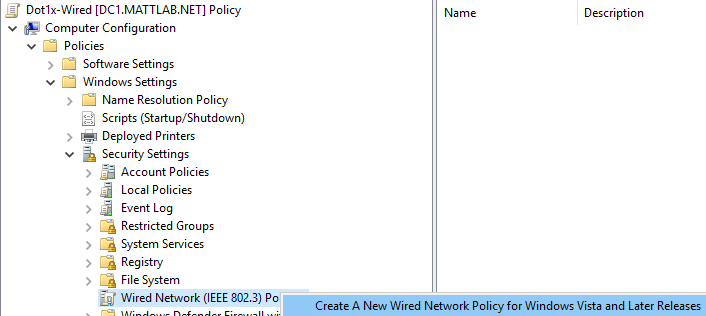 Dot1x-Wired [DC1.MATTLAB.NET] Policy
Computer Configuration
Policies
Software Settings
Windows Settings
Name Resolution Policy
Scripts (Startup/Shutdown)
Deployed Printers
Security Settings
Account Policies
Local Policies
Event Log
Restricted Groups
System Services
Registry
File System
Wired Network (IEEE 802.3) Po
Windows Defender Firewall wi
Name Description
Create A New Wired Network Policy for Windows Vista and Later Releases